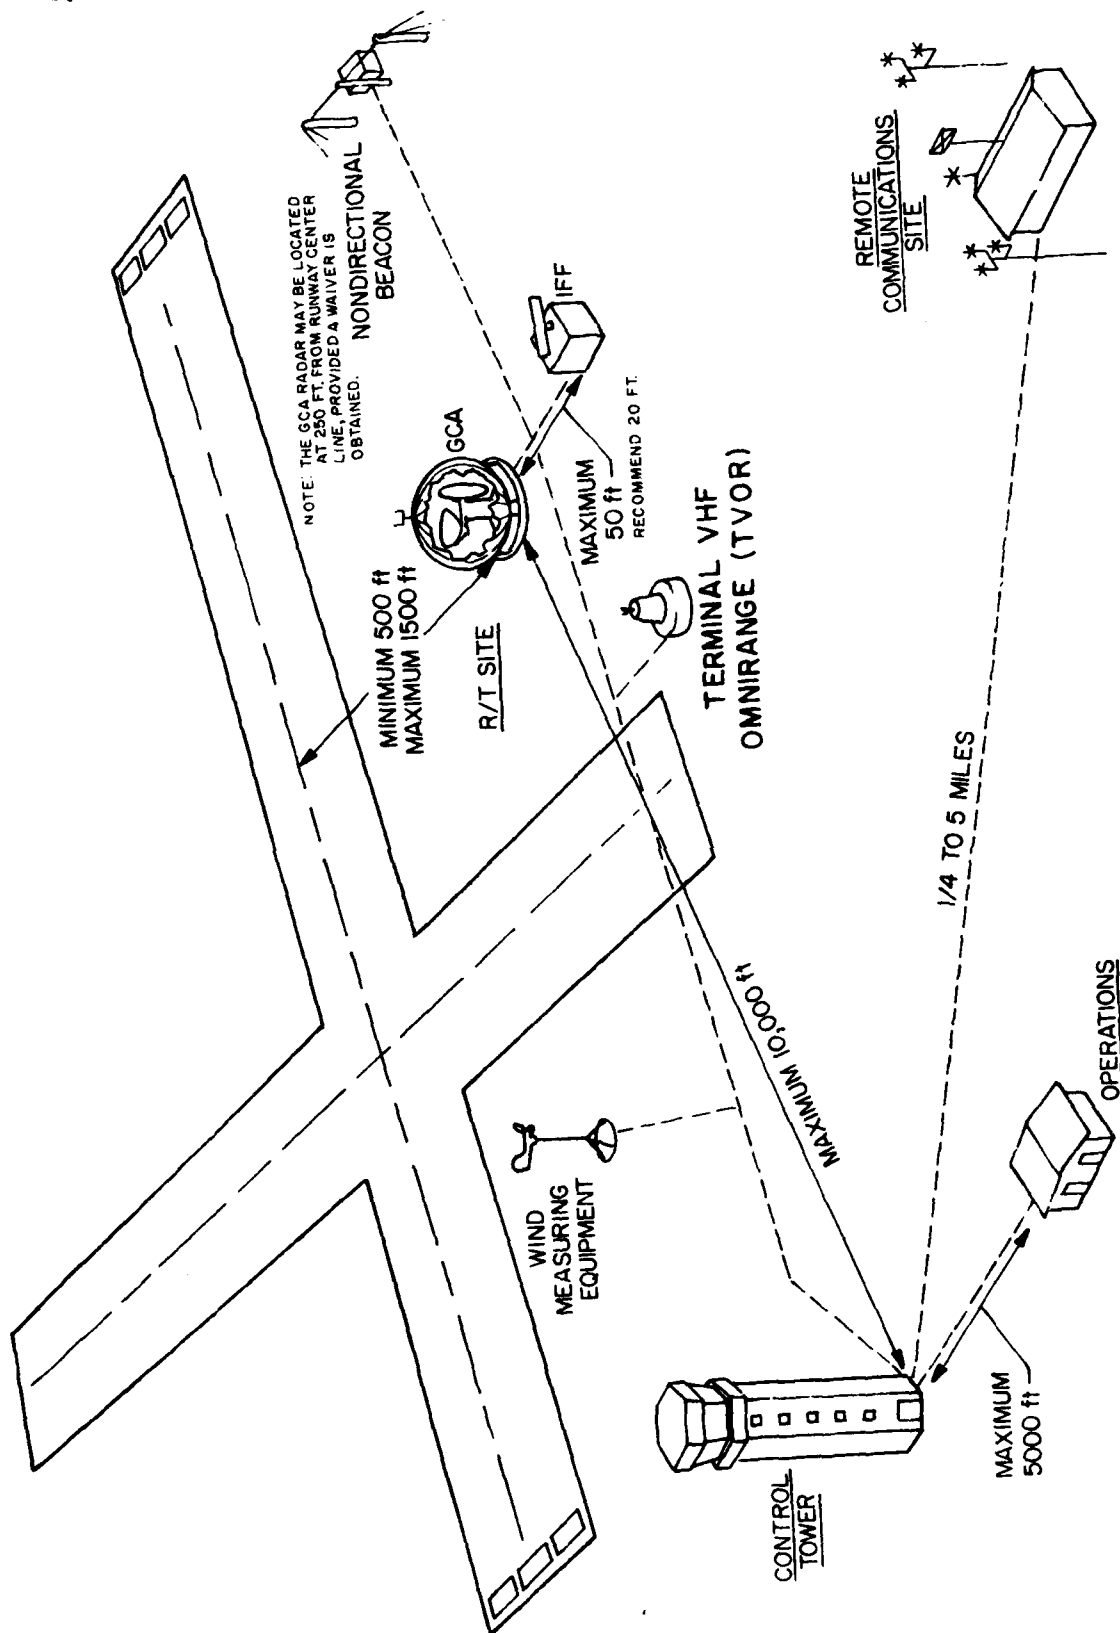 NOTE: THE GCA RADAR MAY BE LOCATED
AT 250 FT. FROM RUNWAY CENTER
LINE, PROVIDED A WAIVER IS
OBTAINED.
NONDIRECTIONAL
BEACON
MINIMUM 500 ft
MAXIMUM 1500 ft
GCA
IFF
R/T SITE
MAXIMUM
50 ft
RECOMMEND 20 FT.
TERMINAL VHF
OMNIRANGE (TVOR)
REMOTE
COMMUNICATIONS
SITE
WIND
MEASURING
EQUIPMENT
MAXIMUM 10,000 ft
1/4 TO 5 MILES
CONTROL
TOWER
MAXIMUM
5000 ft
OPERATIONS